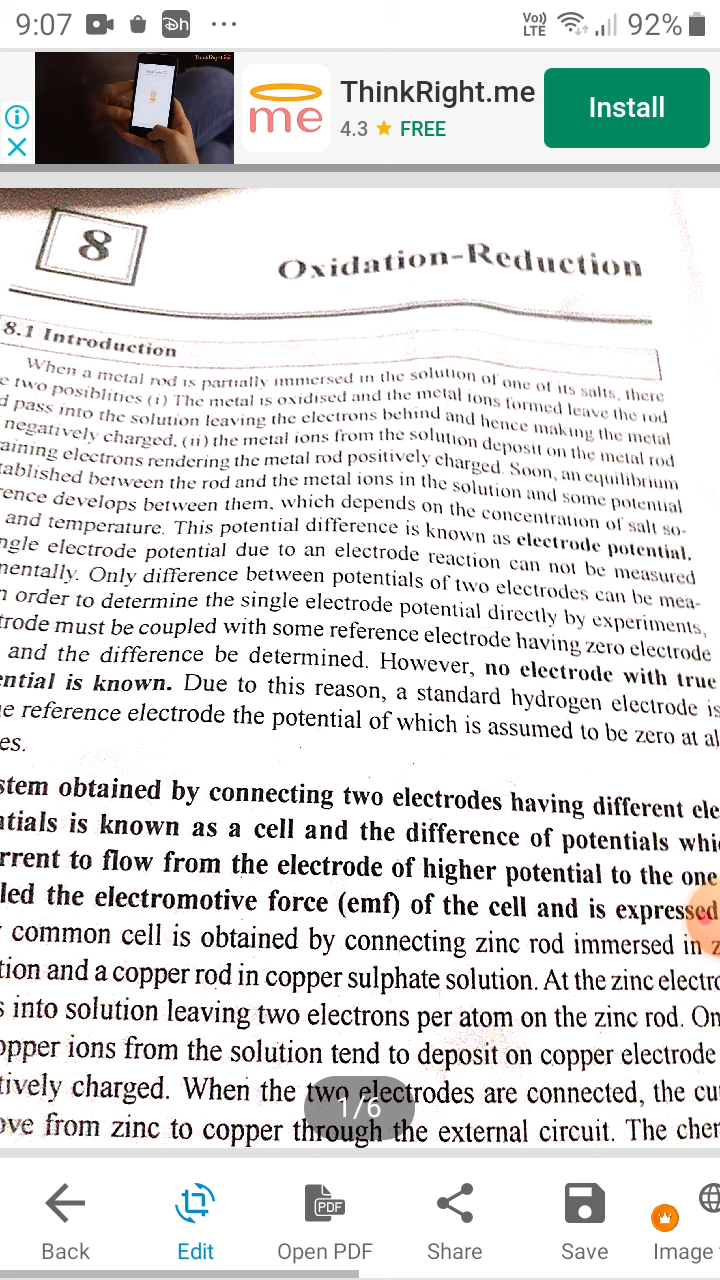 9:07 Dh ... Vo)) LTE 92%
ThinkRight.me
me
ThinkRight.me
4.3 ★ FREE
Install
8
Oxidation-Reduction
8.1 Introduction
When a metal rod is partially immersed in the solution of one of its salts, there
e two posiblities (i) The metal is oxidised and the metal ions formed leave the rod
d pass into the solution leaving the electrons behind and hence making the metal
negatively charged, (ii) the metal ions from the solution deposit on the metal rod
aining electrons rendering the metal rod positively charged. Soon, an equilibrium
tablished between the rod and the metal ions in the solution and some potential
rence develops between them, which depends on the concentration of salt so-
and temperature. This potential difference is known as electrode potential.
ngle electrode potential due to an electrode reaction can not be measured
mentally. Only difference between potentials of two electrodes can be mea-
n order to determine the single electrode potential directly by experiments,
trode must be coupled with some reference electrode having zero electrode
and the difference be determined. However, no electrode with true
ential is known. Due to this reason, a standard hydrogen electrode is
e reference electrode the potential of which is assumed to be zero at al
es.
stem obtained by connecting two electrodes having different ele
ntials is known as a cell and the difference of potentials whi
rrent to flow from the electrode of higher potential to the one
led the electromotive force (emf) of the cell and is expressed
common cell is obtained by connecting zinc rod immersed in z
tion and a copper rod in copper sulphate solution. At the zinc electro
s into solution leaving two electrons per atom on the zinc rod. On
opper ions from the solution tend to deposit on copper electrode
tively charged. When the two electrodes are connected, the cu
ove from zinc to copper through the external circuit. The cher
1/6
PDF
Back Edit Open PDF Share Save Image